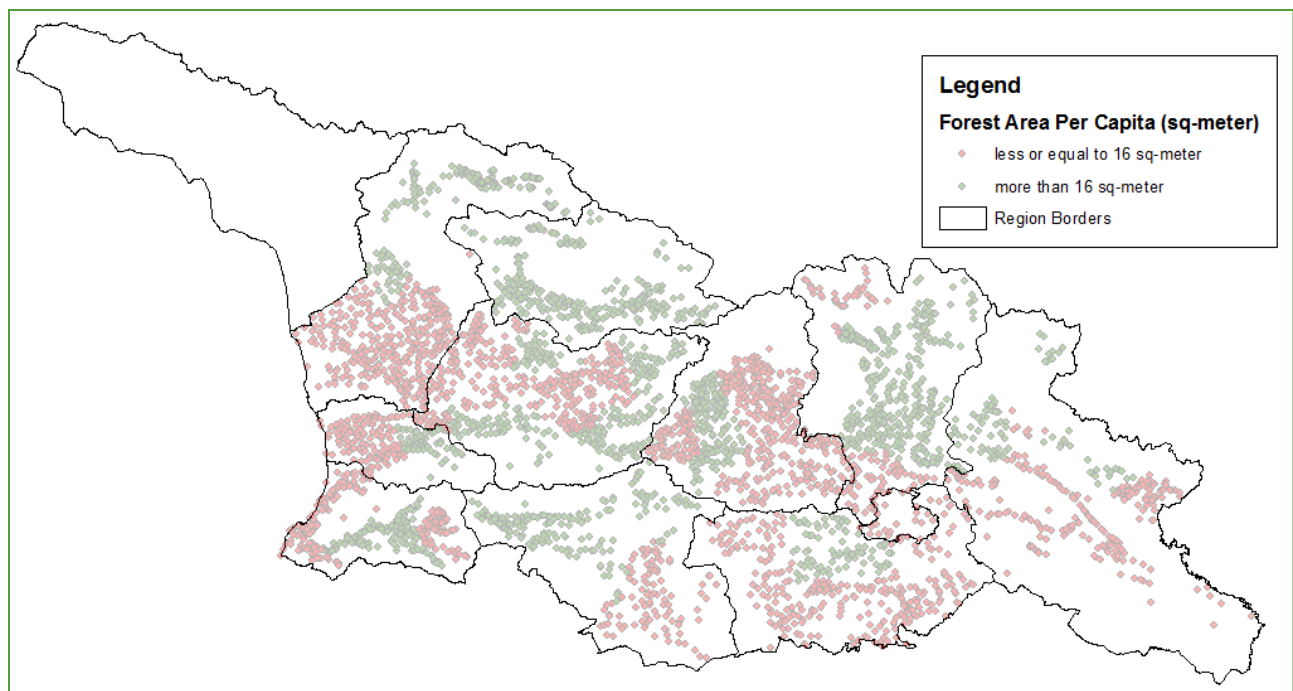 Legend
Forest Area Per Capita (sq-meter)
less or equal to 16 sq-meter
more than 16 sq-meter
Region Borders